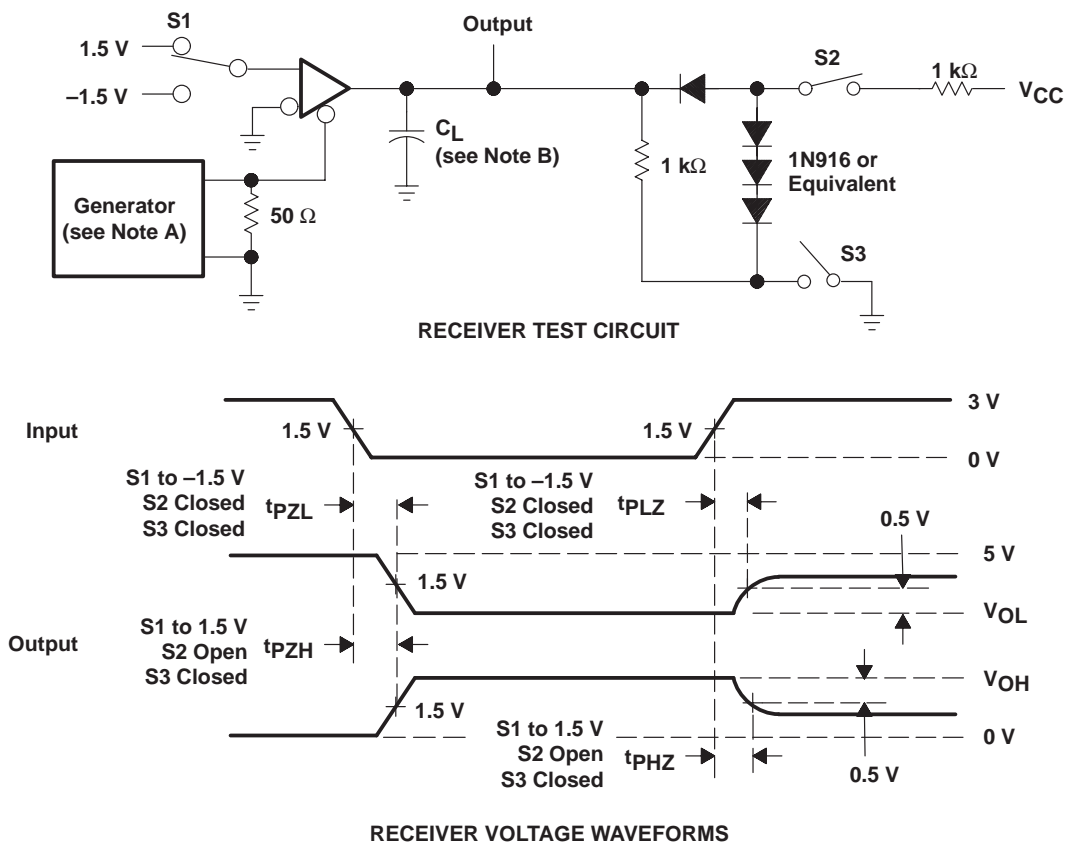 S1
Output
1.5 V
S2
1 kΩ
VCC
–1.5 V
CL
(see Note B)
1 kΩ
1N916 or
Equivalent
Generator
(see Note A)
50 Ω
S3
RECEIVER TEST CIRCUIT
3 V
Input
1.5 V
1.5 V
0 V
S1 to –1.5 V
S2 Closed
S3 Closed
tPZL
S1 to –1.5 V
S2 Closed
S3 Closed
tPLZ
0.5 V
5 V
1.5 V
VOL
Output
S1 to 1.5 V
S2 Open
S3 Closed
tPZH
VOH
1.5 V
0 V
S1 to 1.5 V
S2 Open
S3 Closed
tPHZ
0.5 V
RECEIVER VOLTAGE WAVEFORMS